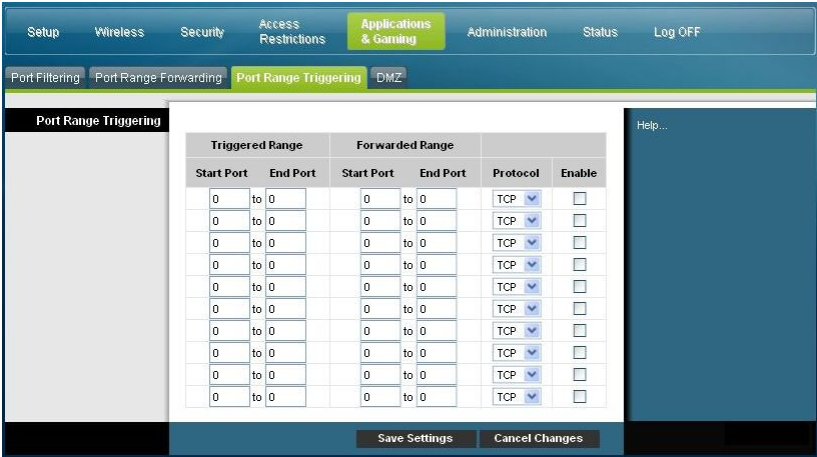 Setup Wireless Security Access Restrictions Applications & Gaming Administration Status Log OFF
Port Filtering Port Range Forwarding Port Range Triggering DMZ
Port Range Triggering
Help...
Triggered Range Forwarded Range
Start Port End Port Start Port End Port Protocol Enable
0 to 0 0 to 0 TCP
0 to 0 0 to 0 TCP
0 to 0 0 to 0 TCP
0 to 0 0 to 0 TCP
0 to 0 0 to 0 TCP
0 to 0 0 to 0 TCP
0 to 0 0 to 0 TCP
0 to 0 0 to 0 TCP
0 to 0 0 to 0 TCP
0 to 0 0 to 0 TCP
Save Settings Cancel Changes